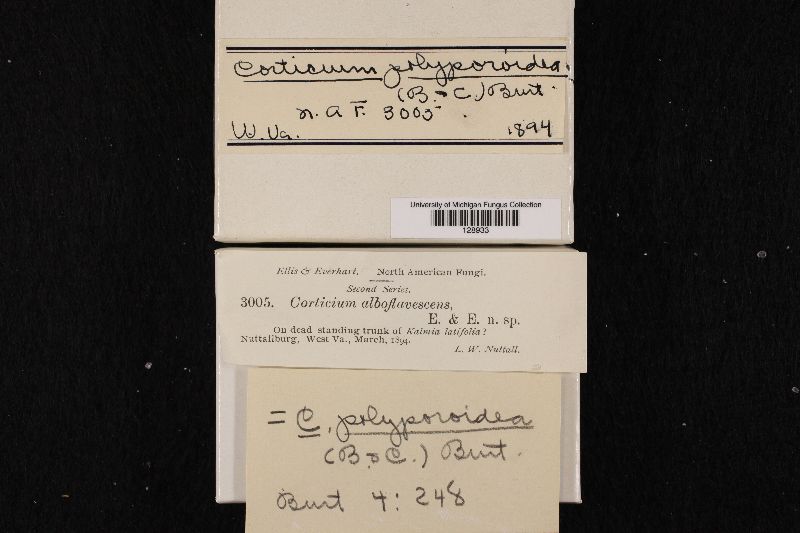 Corticium polyporoidea.
(B. & C.) Burt.
N. A F. 3005.
W. Va. 1894
University of Michigan Fungus Collection
128933
Ellis & Everhart, North American Fungi.
Second Series.
3005. Corticium alboflavescens,
E. & E. n. sp.
On dead standing trunk of Kalmia latifolia?
Nuttallburg, West Va., March, 1894.
L. W. Nuttall.
= C. polyporoidea
(B & C.) Burt.
Burt 4: 248